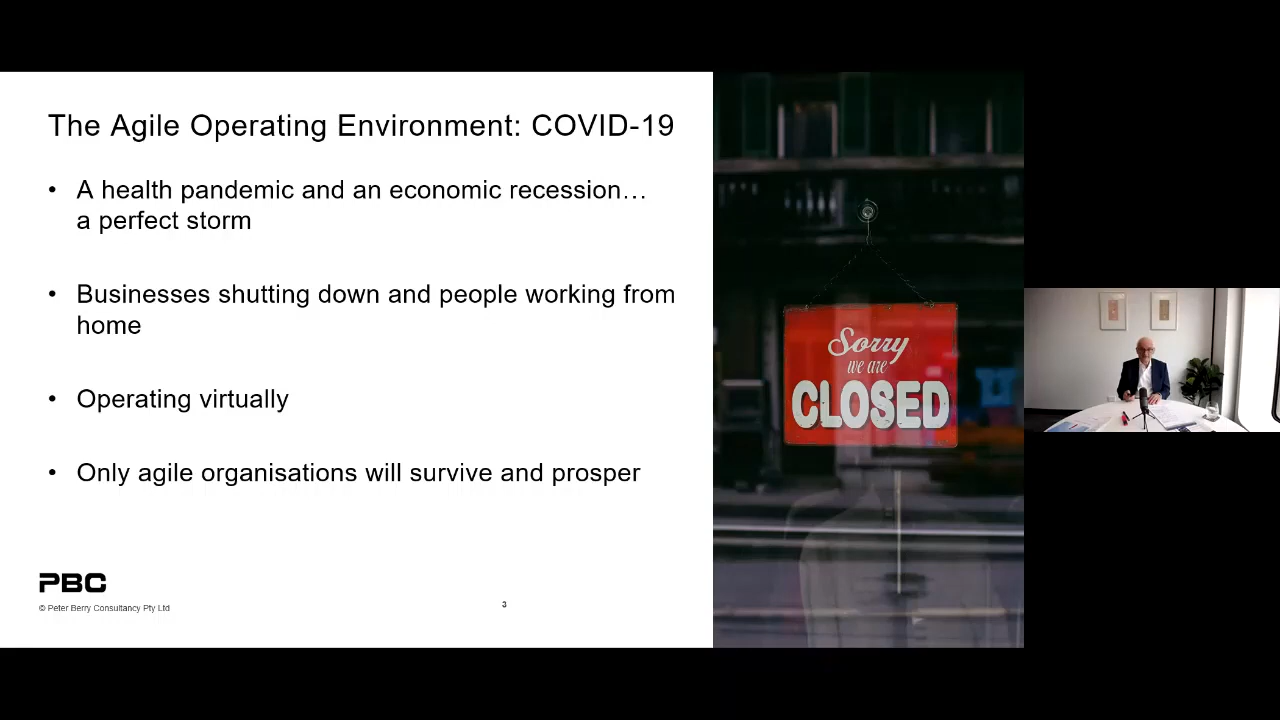 The Agile Operating Environment: COVID-19
• A health pandemic and an economic recession…
a perfect storm
• Businesses shutting down and people working from
home
• Operating virtually
• Only agile organisations will survive and prosper
PBC
© Peter Berry Consultancy Pty Ltd
3
Sorry
we are
CLOSED